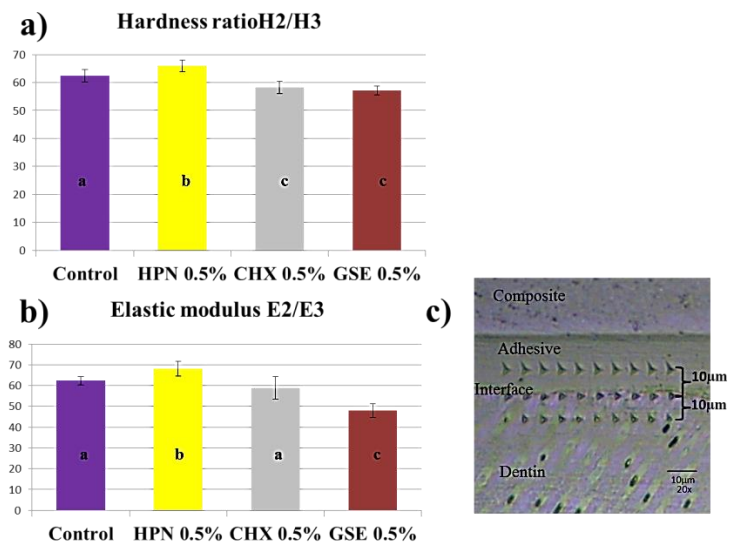 a)
Hardness ratioH2/H3
70
60
50
40
30
20
10
0
a
b
c
c
Control
HPN 0.5%
CHX 0.5%
GSE 0.5%
b)
Elastic modulus E2/E3
80
70
60
50
40
30
20
10
0
a
b
a
c
Control
HPN 0.5%
CHX 0.5%
GSE 0.5%
c)
Composite
Adhesive
10µm
Interface
10µm
Dentin
10µm
20x